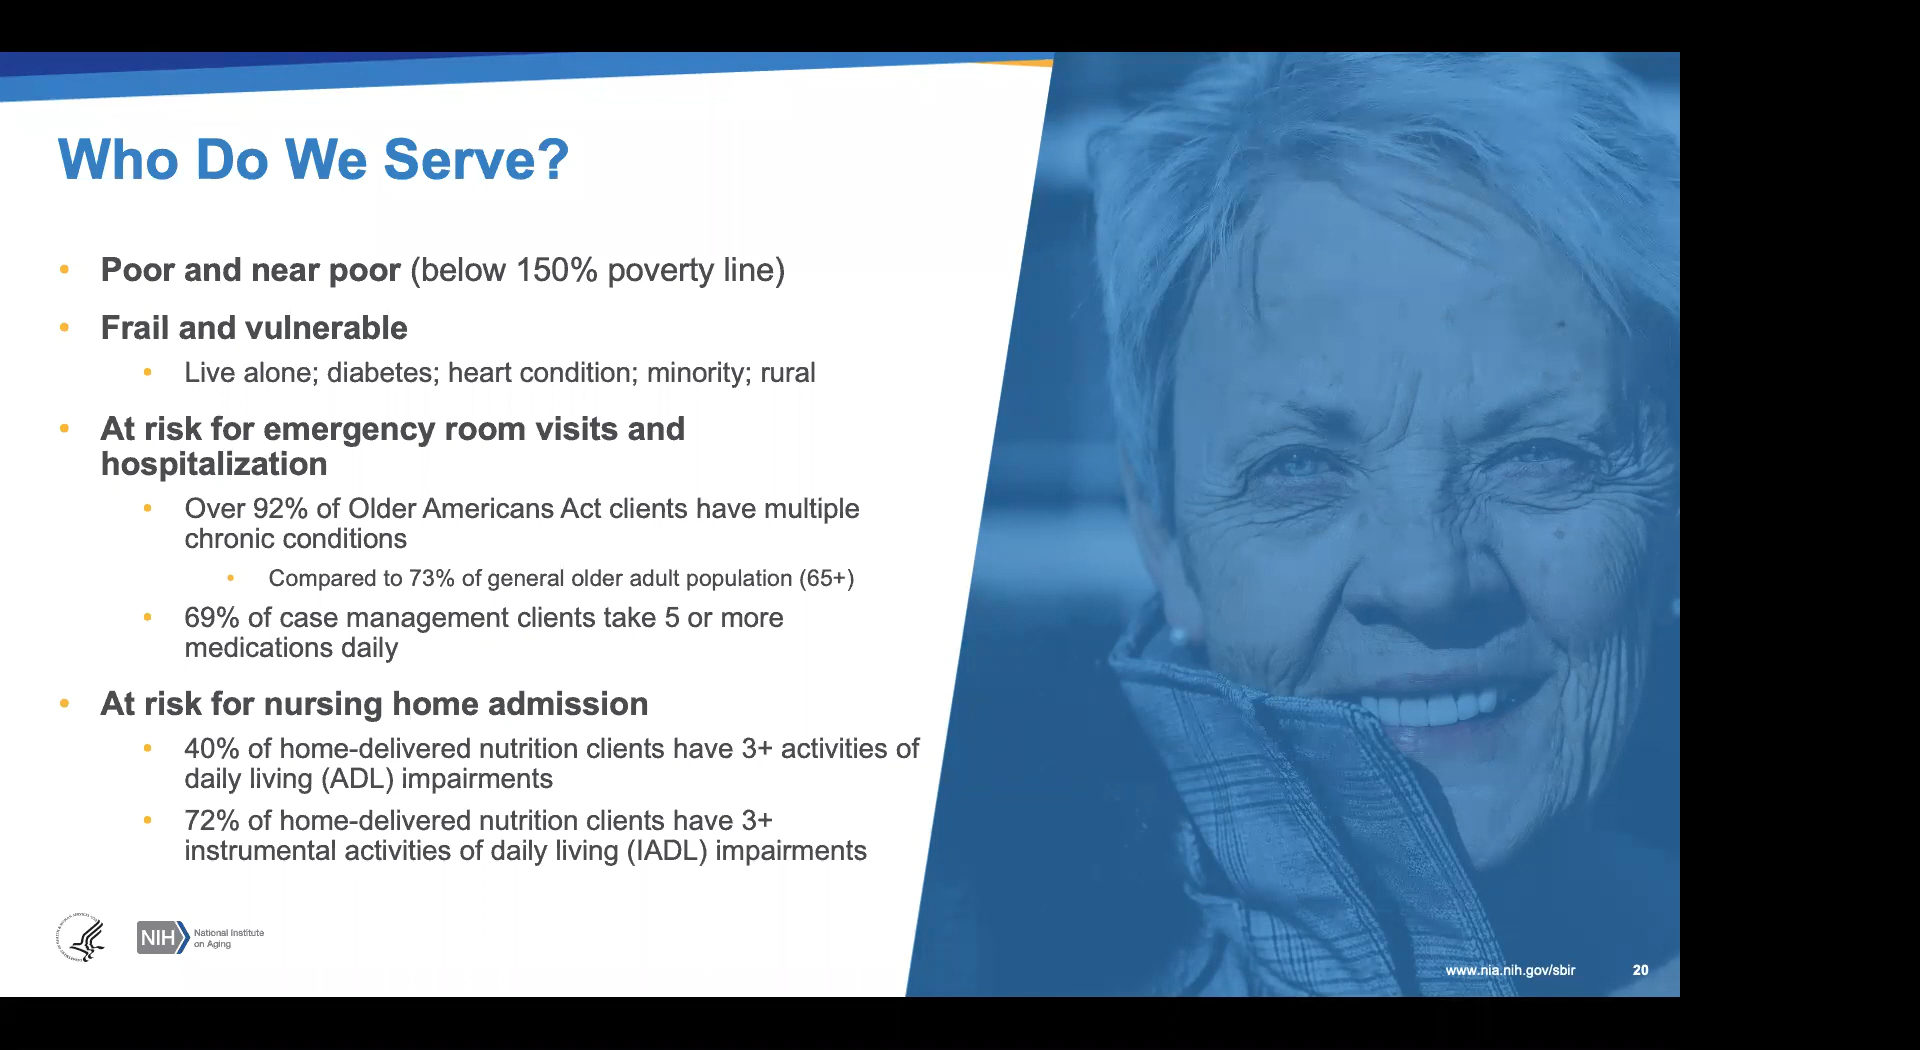 Who Do We Serve?
• Poor and near poor (below 150% poverty line)
• Frail and vulnerable
• Live alone; diabetes; heart condition; minority; rural
• At risk for emergency room visits and
hospitalization
• Over 92% of Older Americans Act clients have multiple
chronic conditions
• Compared to 73% of general older adult population (65+)
• 69% of case management clients take 5 or more
medications daily
• At risk for nursing home admission
• 40% of home-delivered nutrition clients have 3+ activities of
daily living (ADL) impairments
• 72% of home-delivered nutrition clients have 3+
instrumental activities of daily living (IADL) impairments
NIH
National Institute
on Aging
www.nia.nih.gov/sbir
20